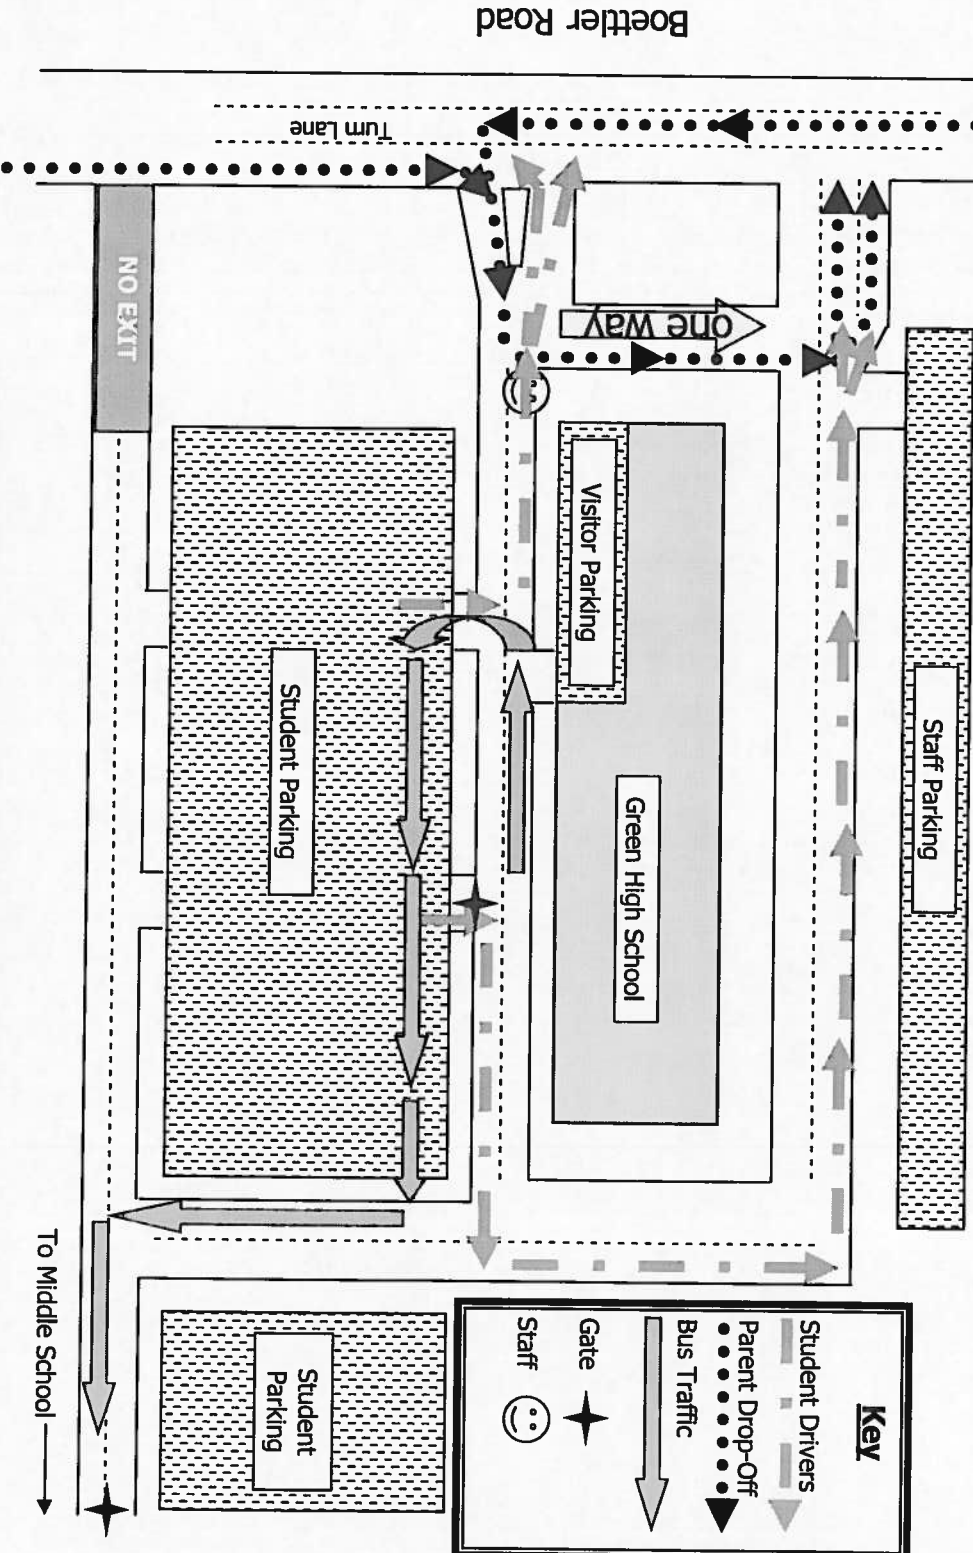 Boettler Road
Turn Lane
NO EXIT
one way
Visitor Parking
Green High School
Student Parking
Staff Parking
Student
Parking
To Middle School
Key
Student Drivers
Parent Drop-Off
Bus Traffic
Gate
Staff